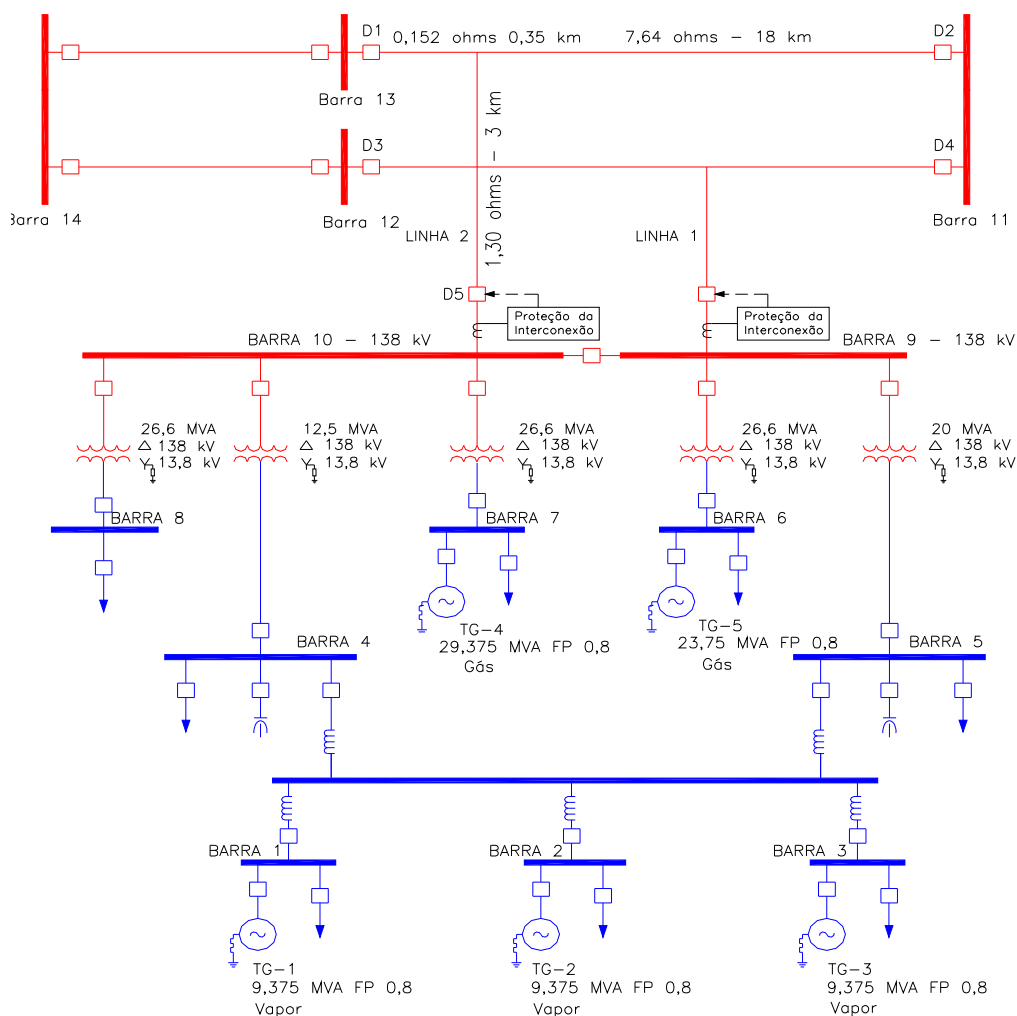 D1
0,152 ohms 0,35 km
7,64 ohms - 18 km
D2
Barra 13
1,30 ohms - 3 km
D3
D4
Barra 14
Barra 12
Barra 11
LINHA 2
LINHA 1
D5
Proteção da
Interconexão
Proteção da
Interconexão
BARRA 10 - 138 kV
BARRA 9 - 138 kV
26,6 MVA
△ 138 kV
Y 13,8 kV
12,5 MVA
△ 138 kV
Y 13,8 kV
26,6 MVA
△ 138 kV
Y 13,8 kV
26,6 MVA
△ 138 kV
Y 13,8 kV
20 MVA
△ 138 kV
Y 13,8 kV
BARRA 8
BARRA 7
BARRA 6
TG-4
29,375 MVA FP 0,8
Gás
TG-5
23,75 MVA FP 0,8
Gás
BARRA 4
BARRA 5
BARRA 1
BARRA 2
BARRA 3
TG-1
9,375 MVA FP 0,8
Vapor
TG-2
9,375 MVA FP 0,8
Vapor
TG-3
9,375 MVA FP 0,8
Vapor